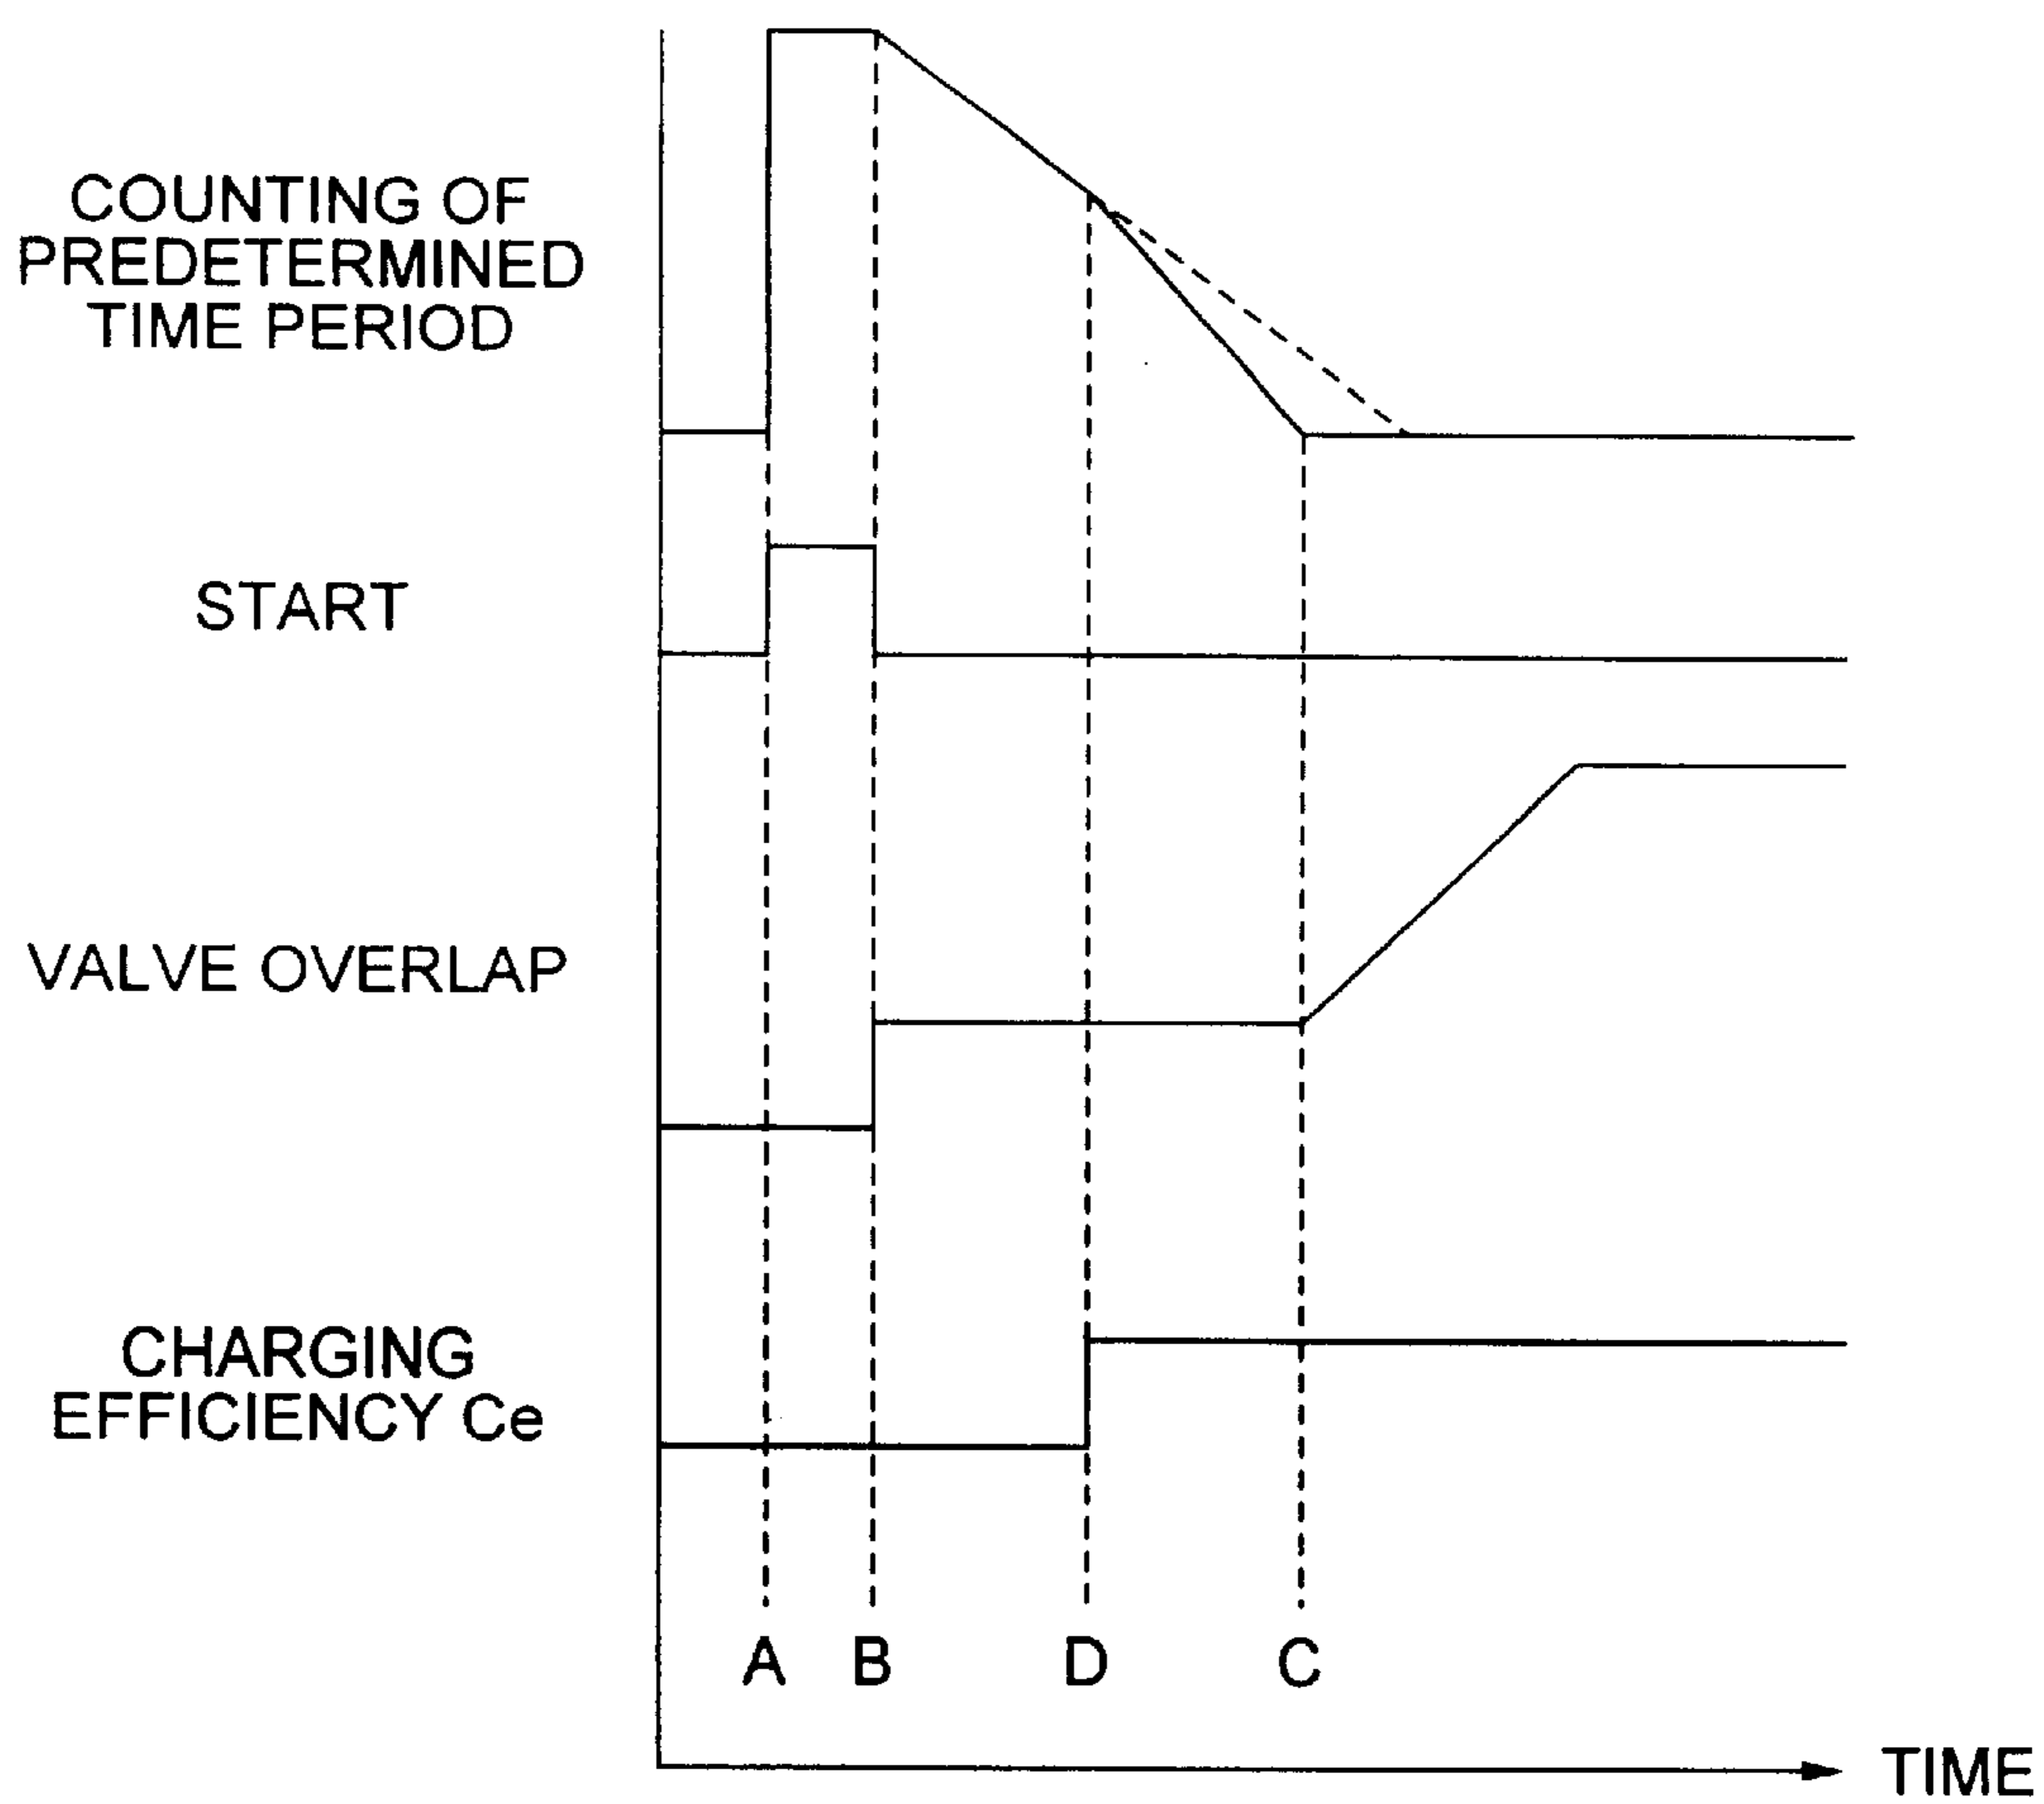 COUNTING OF
PREDETERMINED
TIME PERIOD
START
VALVE OVERLAP
CHARGING
EFFICIENCY Ce
A B D C
TIME